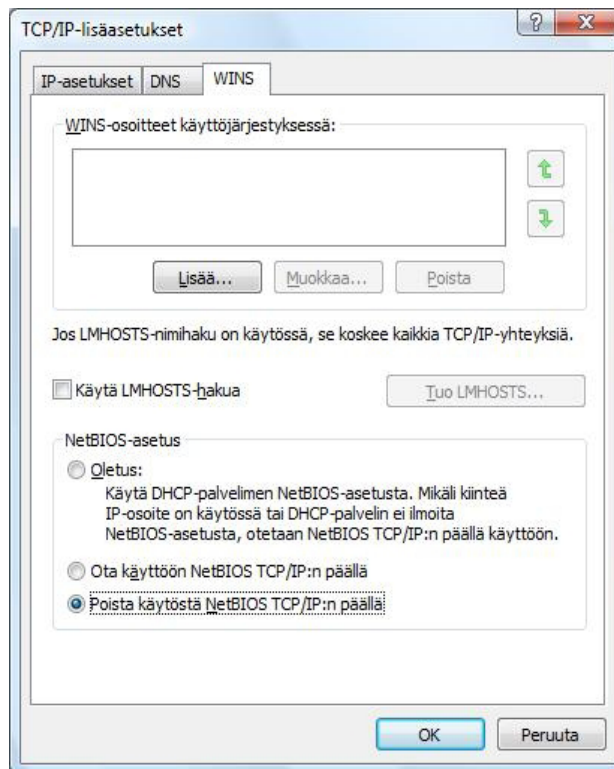 TCP/IP-lisäasetukset
IP-asetukset
DNS
WINS
WINS-osoitteet käyttöjärjestyksessä:
Lisää...
Muokkaa...
Poista
Jos LMHOSTS-nimihaku on käytössä, se koskee kaikkia TCP/IP-yhteyksiä.
Käytä LMHOSTS-hakua
Tuo LMHOSTS...
NetBIOS-asetus
Oletus:
Käytä DHCP-palvelimen NetBIOS-asetusta. Mikäli kiinteä
IP-osoite on käytössä tai DHCP-palvelin ei ilmoita
NetBIOS-asetusta, otetaan NetBIOS TCP/IP:n päällä käyttöön.
Ota käyttöön NetBIOS TCP/IP:n päällä
Poista käytöstä NetBIOS TCP/IP:n päällä
OK
Peruuta